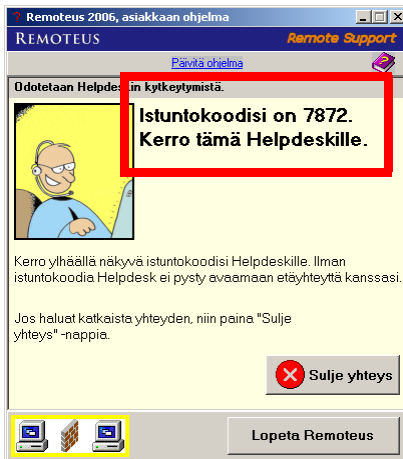 Remoteus 2006, asiakkaan ohjelma
REMOTEUS
Remote Support
Päivitä ohjelma
Odotetaan Helpdeskin kytkeytymistä.
Istuntokoodisi on 7872.
Kerro tämä Helpdeskille.
Kerro ylhäällä näkyvä istuntokoodisi Helpdeskille. Ilman
istuntokoodia Helpdesk ei pysty avaamaan etäyhteyttä kanssasi.
Jos haluat katkaista yhteyden, niin paina "Sulje
yhteys" -nappia.
Sulje yhteys
Lopeta Remoteus